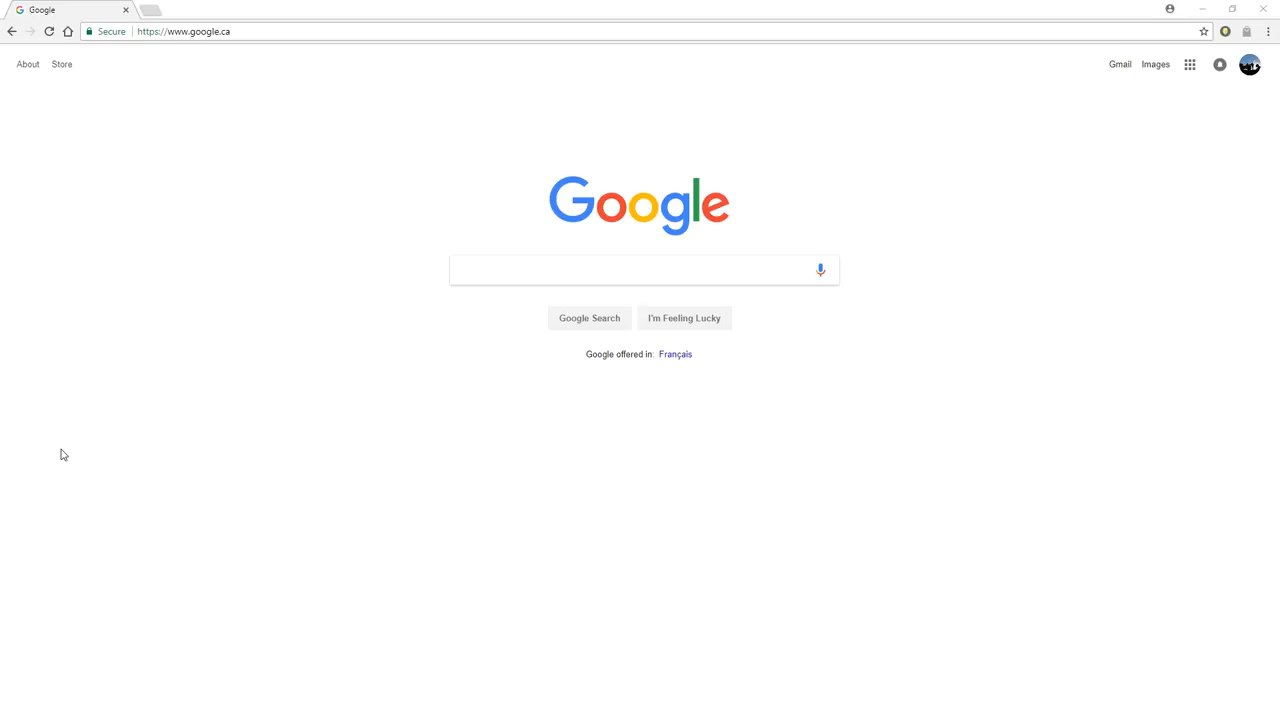 Google
Secure https://www.google.ca
About Store Gmail Images
Google
Google Search I'm Feeling Lucky
Google offered in: Français